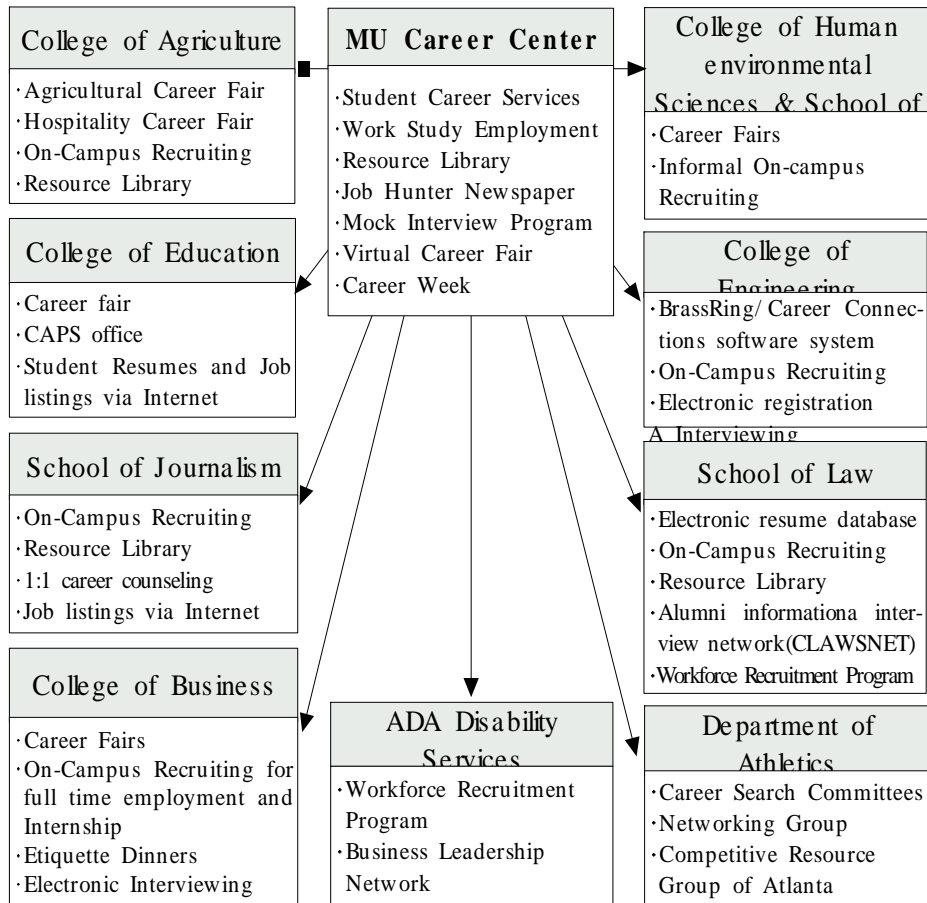 College of Agriculture
·Agricultural Career Fair
·Hospitality Career Fair
·On-Campus Recruiting
·Resource Library
MU Career Center
·Student Career Services
·Work Study Employment
·Resource Library
·Job Hunter Newspaper
·Mock Interview Program
·Virtual Career Fair
·Career Week
College of Human
environmental
Sciences & School of
·Career Fairs
·Informal On-campus
Recruiting
College of Education
·Career fair
·CAPS office
·Student Resumes and Job
listings via Internet
College of
Engineering
·BrassRing/Career Connec-
tions software system
·On-Campus Recruiting
·Electronic registration
A Interviewing
School of Journalism
·On-Campus Recruiting
·Resource Library
·1:1 career counseling
·Job listings via Internet
School of Law
·Electronic resume database
·On-Campus Recruiting
·Resource Library
·Alumni informationa inter-
view network(CLAWSNET)
·Workforce Recruitment Program
College of Business
·Career Fairs
·On-Campus Recruiting for
full time employment and
Internship
·Etiquette Dinners
·Electronic Interviewing
ADA Disability
Services
·Workforce Recruitment
Program
·Business Leadership
Network
Department of
Athletics
·Career Search Committees
·Networking Group
·Competitive Resource
Group of Atlanta